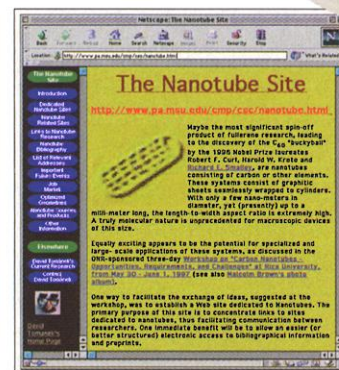 Netscape: The Nanotube Site
Back Forward Reload Home Search Netscape Images Print Security Stop
Location: http://www.pa.msu.edu/cmp/csc/nanotube.html What's Related
The Nanotube Site
Introduction
Dedicated
Nanotube Sites
Nanotube
Related Sites
Links to Nanotube
Research
Nanotube
Bibliography
List of Relevant
Addresses
Important
Future Events
Job
Market
Optimized
Geometries
Nanotube Sources
and Products
Other
Information
Elsewhere
David Tománek's
Current Research
Contact
David Tománek
David
Tomanek's
Home Page
The Nanotube Site
http://www.pa.msu.edu/cmp/csc/nanotube.html
Maybe the most significant spin-off
product of fullerene research, leading
to the discovery of the C60 "buckyball"
by the 1996 Nobel Prize laureates
Robert F. Curl, Harold W. Kroto and
Richard E. Smalley, are nanotubes
consisting of carbon or other elements.
These systems consist of graphitic
sheets seamlessly wrapped to cylinders.
With only a few nano-meters in
diameter, yet (presently) up to a
milli-meter long, the length-to-width aspect ratio is extremely high.
A truly molecular nature is unprecedented for macroscopic devices
of this size.
Equally exciting appears to be the potential for specialized and
large- scale applications of these systems, as discussed in the
ONR-sponsored three-day Workshop on "Carbon Nanotubes -
Opportunities, Requirements, and Challenges" at Rice University,
from May 30 - June 1, 1997 (see also Malcolm Brown's photo
album).
One way to facilitate the exchange of ideas, suggested at the
workshop, was to establish a Web site dedicated to Nanotubes. The
primary purpose of this site is to concentrate links to sites
dedicated to nanotubes, thus facilitating communication between
researchers. One immediate benefit will be to allow an easier (or
better structured) electronic access to bibliographical information
and preprints.